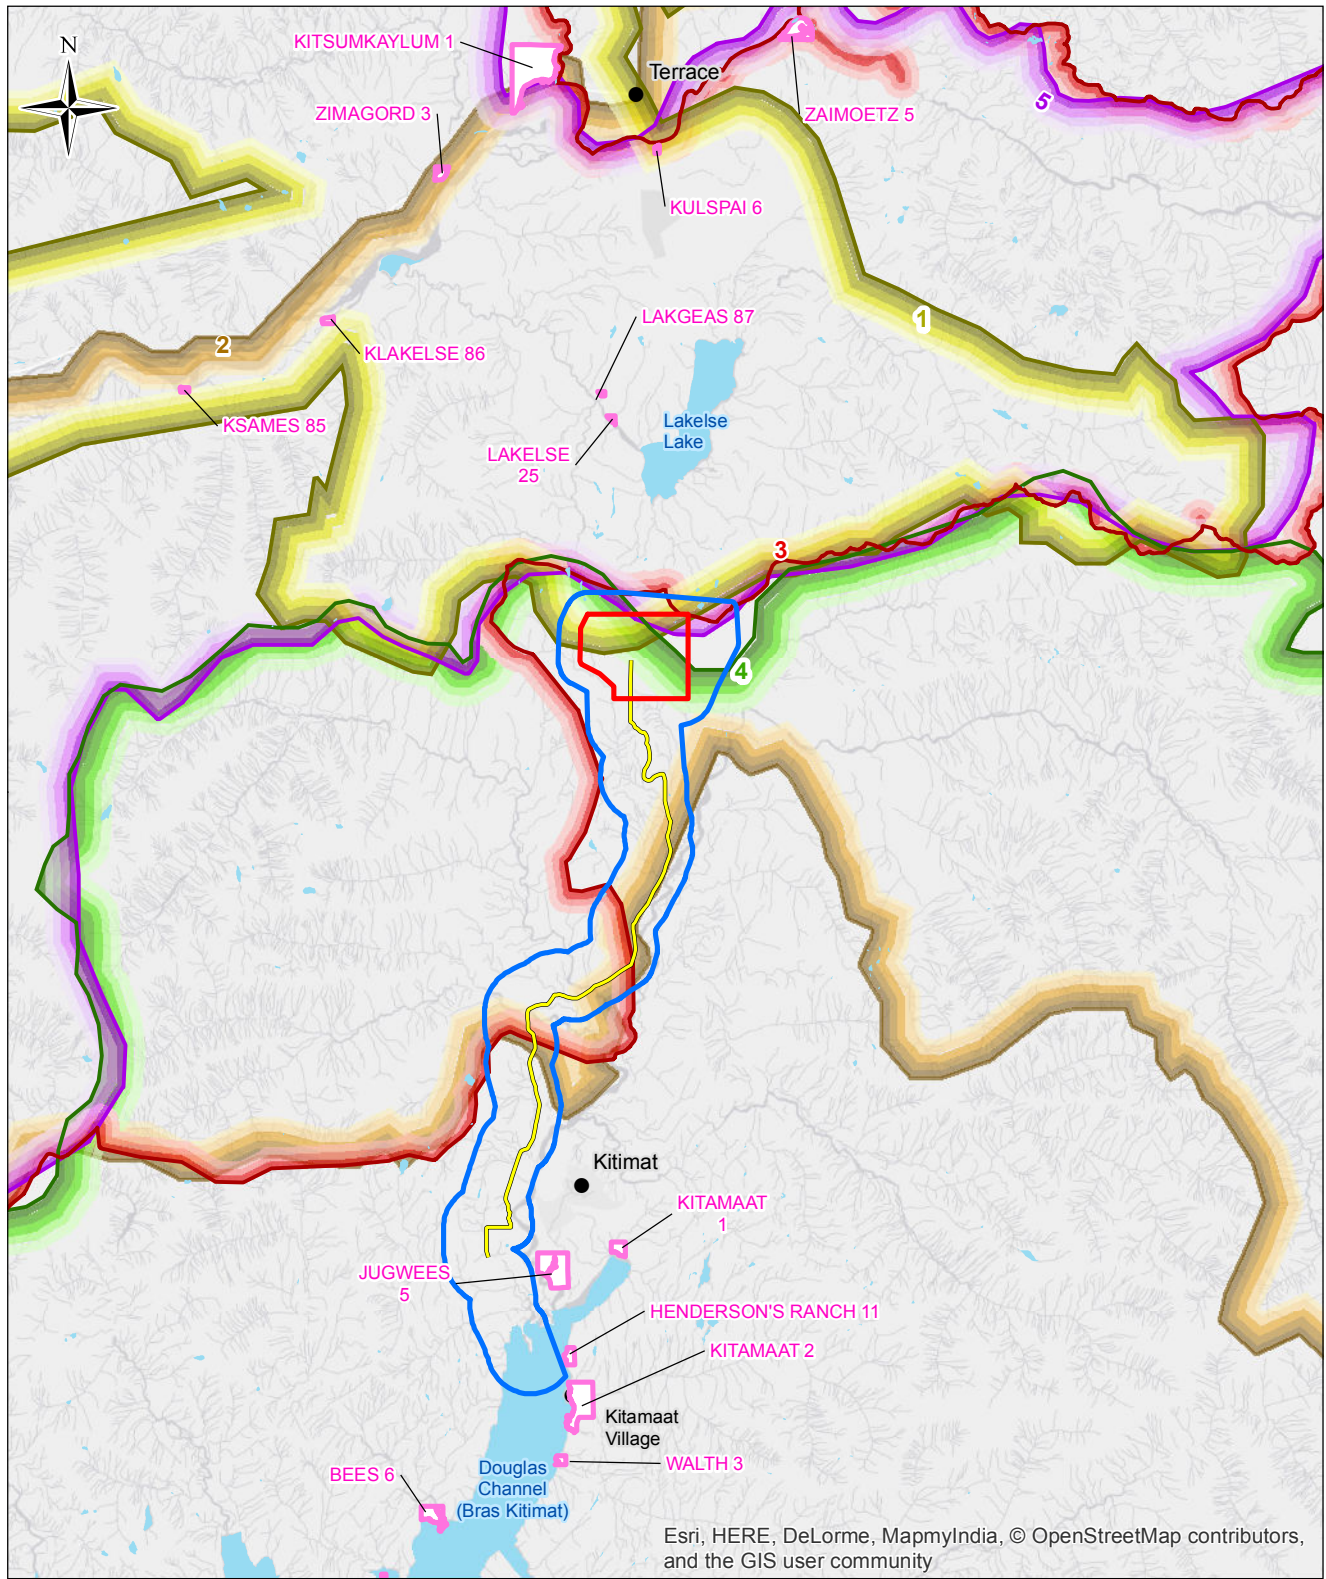 N
KITSUMKAYLUM 1
Terrace
5
ZIMAGORD 3
ZAIMOETZ 5
KULSPAI 6
LAKGEAS 87
1
2
KLAKELSE 86
KSAMES 85
Lakelse
Lake
LAKELSE
25
3
4
Kitimat
KITAMAAT
1
JUGWEES
5
HENDERSON'S RANCH 11
KITAMAAT 2
Kitamaat
Village
WALTH 3
BEES 6
Douglas
Channel
(Bras Kitimat)
Esri, HERE, DeLorme, MapmyIndia, © OpenStreetMap contributors,
and the GIS user community